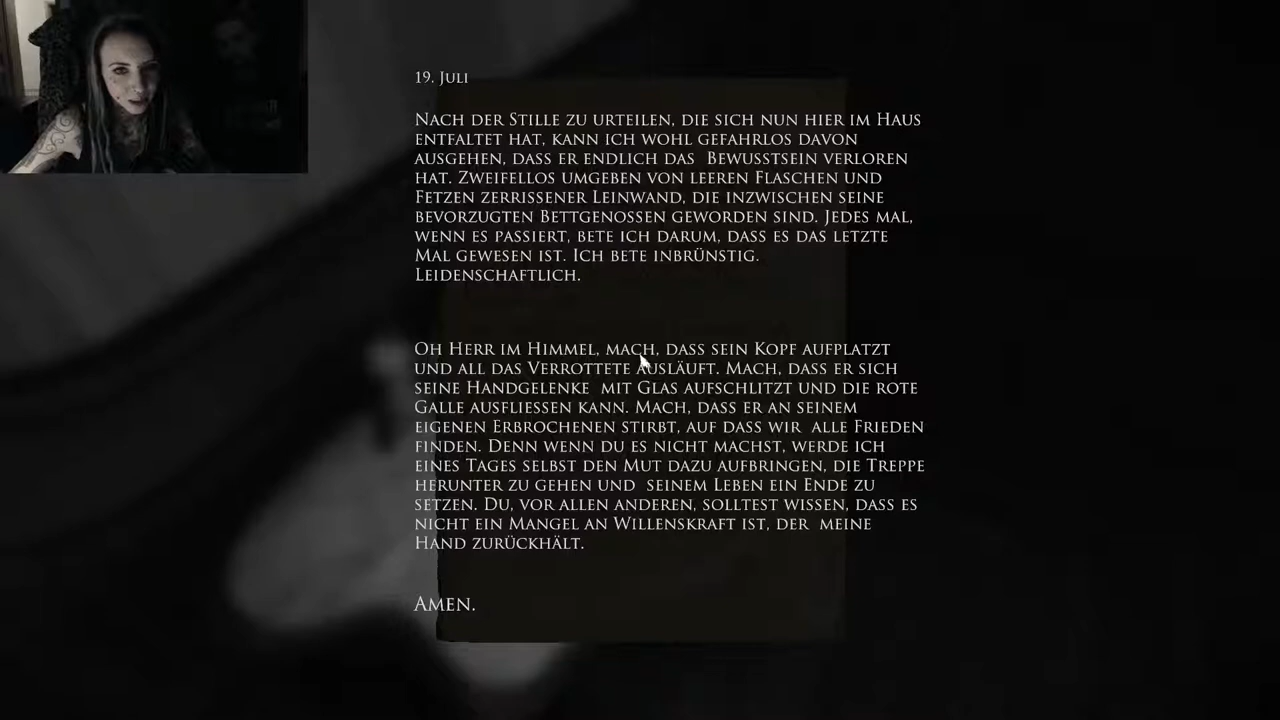 19. Juli
Nach der Stille zu urteilen, die sich nun hier im Haus
entfaltet hat, kann ich wohl gefahrlos davon
ausgehen, dass er endlich das  Bewusstsein verloren
hat. Zweifellos umgeben von leeren Flaschen und
Fetzen zerrissener Leinwand, die inzwischen seine
bevorzugten Bettgenossen geworden sind. Jedes Mal,
wenn es passiert, bete ich darum, dass es das letzte
Mal gewesen ist. Ich bete inbrünstig.
Leidenschaftlich.
Oh Herr im Himmel, mach, dass sein Kopf aufplatzt
und all das Verrottete ausläuft. Mach, dass er sich
seine Handgelenke  mit Glas aufschlitzt und die rote
Galle ausfliessen kann. Mach, dass er an seinem
eigenen Erbrochenen stirbt, auf dass wir  alle Frieden
finden. Denn wenn du es nicht machst, werde ich
eines Tages selbst den Mut dazu aufbringen, die Treppe
herunter zu gehen und  seinem Leben ein Ende zu
setzen. Du, vor allen anderen, solltest wissen, dass es
nicht ein Mangel an Willenskraft ist, der  meine
Hand zurückhält.
Amen.